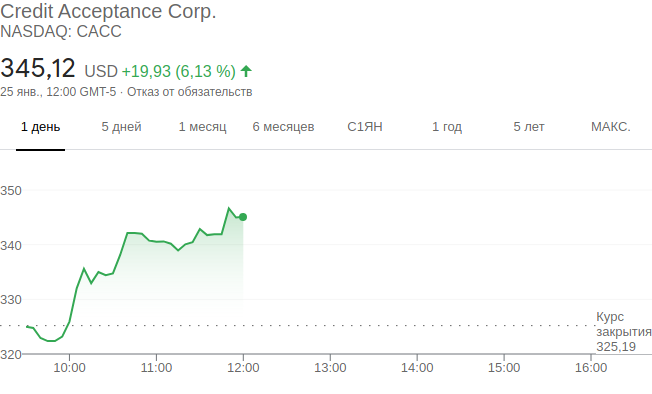 Credit Acceptance Corp.
NASDAQ: CACC
345,12 USD +19,93 (6,13 %)
25 янв., 12:00 GMT-5 · Отказ от обязательств
1 день 5 дней 1 месяц 6 месяцев С1ЯН 1 год 5 лет МАКС.
350
340
330
320
Курс
закрытия
325,19
10:00 11:00 12:00 13:00 14:00 15:00 16:00